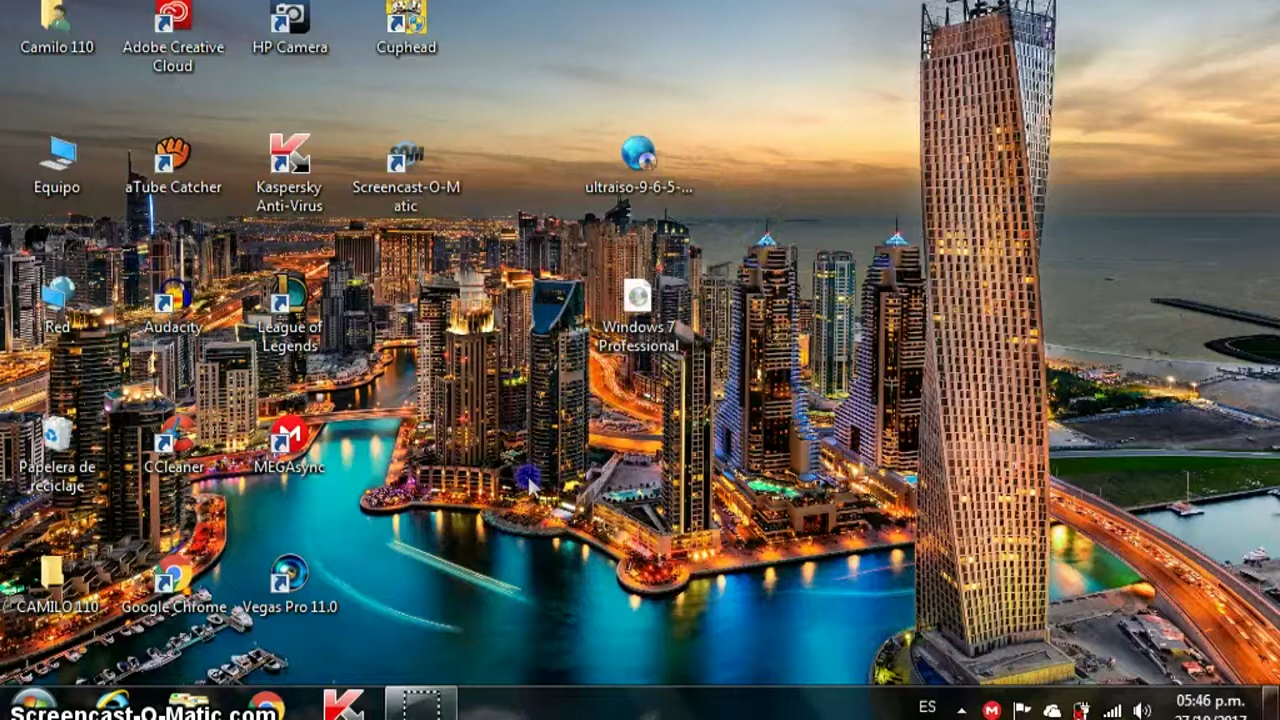 Camilo 110
Adobe Creative
Cloud
HP Camera
Cuphead
Equipo
aTube Catcher
Kaspersky
Anti-Virus
Screencast-O-M
atic
ultraiso-9-6-5-...
Red
Audacity
League of
Legends
Windows 7
Professional
Papelera de
reciclaje
CCleaner
MEGAsync
CAMILO110
Google Chrome
Vegas Pro 11.0
Screencast-O-Matic.com
ES
05:46 p.m.